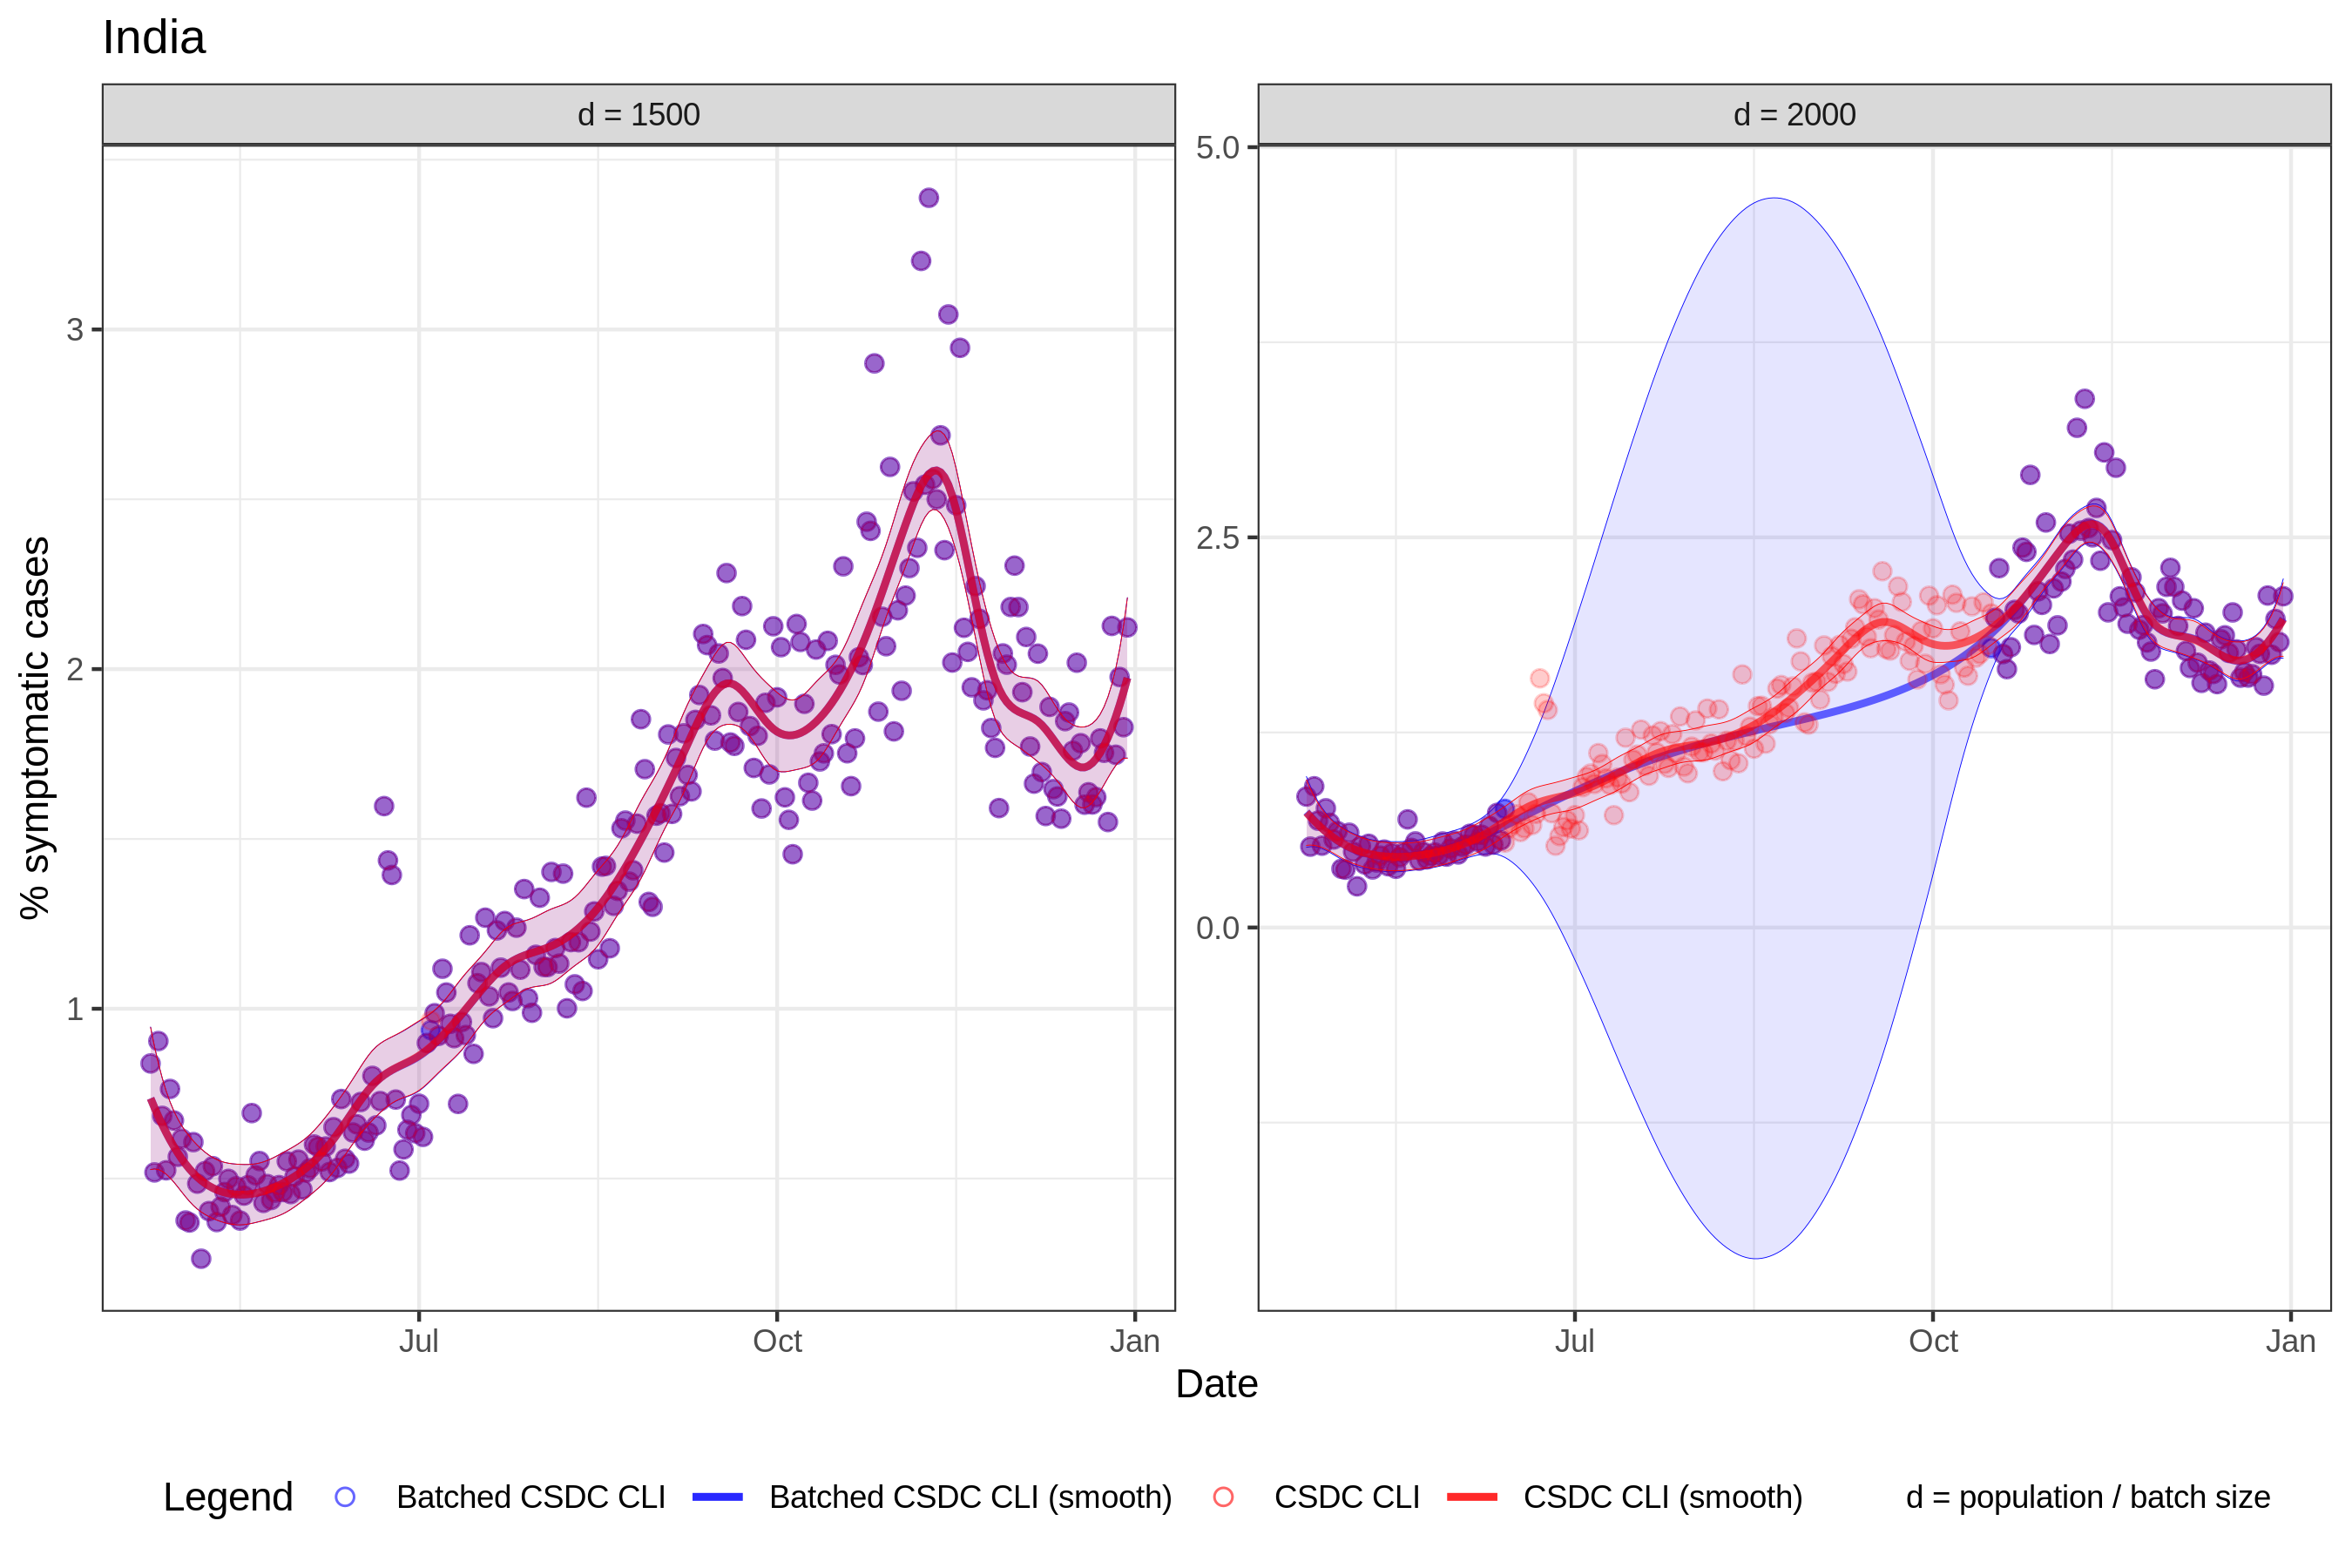 India
d = 1500
d = 2000
% symptomatic cases
3
2
1
5.0
2.5
0.0
Jul
Oct
Jan
Jul
Oct
Jan
Date
Legend
Batched CSDC CLI
Batched CSDC CLI (smooth)
CSDC CLI
CSDC CLI (smooth)
d = population / batch size